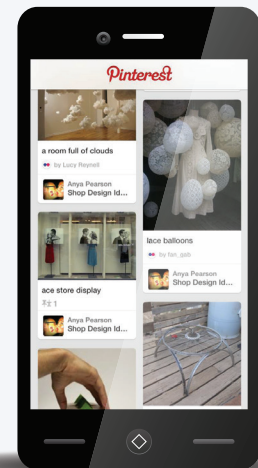 Pinterest
a room full of clouds
by Lucy Reynell
Anya Pearson
Shop Design Id...
ace store display
1
Anya Pearson
Shop Design Id...
lace balloons
by fan_gab
Anya Pearson
Shop Design Id...